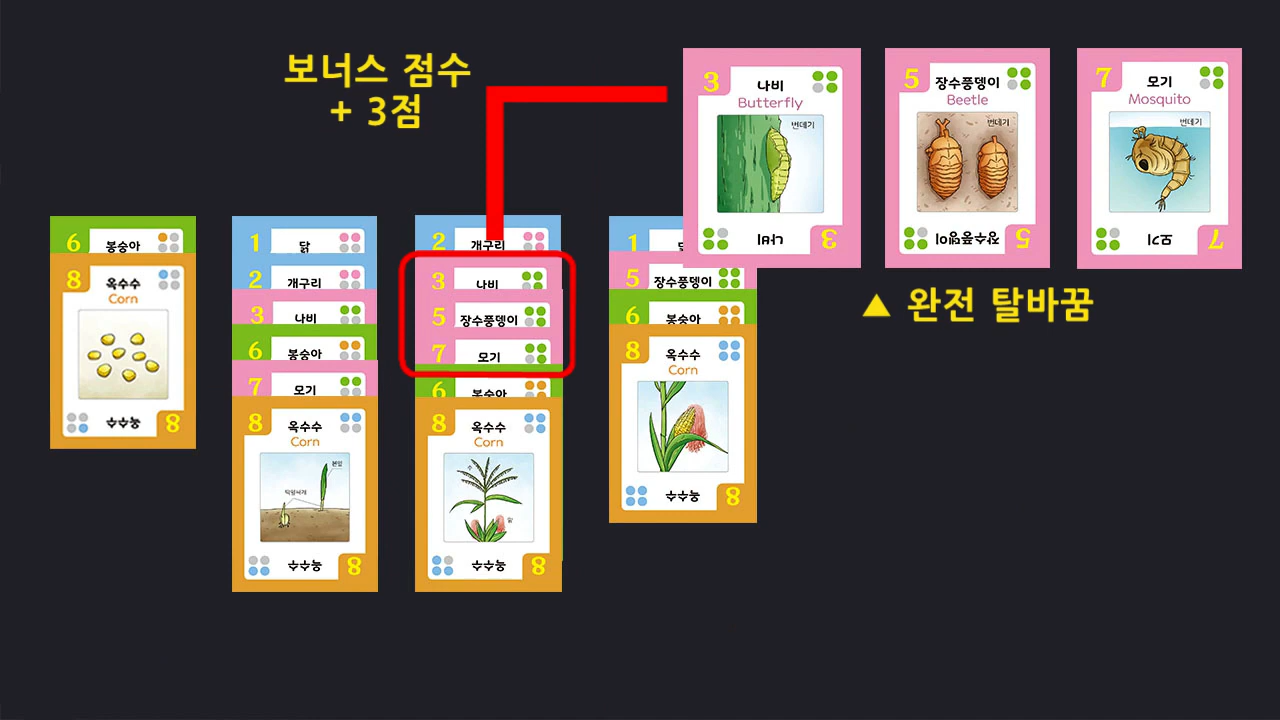 보너스 점수
+ 3점
3 나비
Butterfly
번데기
나비 3
5 장수풍뎅이
Beetle
번데기
장수풍뎅이 5
7 모기
Mosquito
번데기
모기 7
▲ 완전 탈바꿈
6 봉숭아
8 옥수수
Corn
옥수수 8
1 닭
2 개구리
3 나비
6 봉숭아
7 모기
8 옥수수
Corn
본잎
떡잎싸개
옥수수 8
2 개구리
3 나비
5 장수풍뎅이
7 모기
6 봉숭아
8 옥수수
Corn
옥수수 8
1
5 장수풍뎅이
6 봉숭아
8 옥수수
Corn
옥수수 8